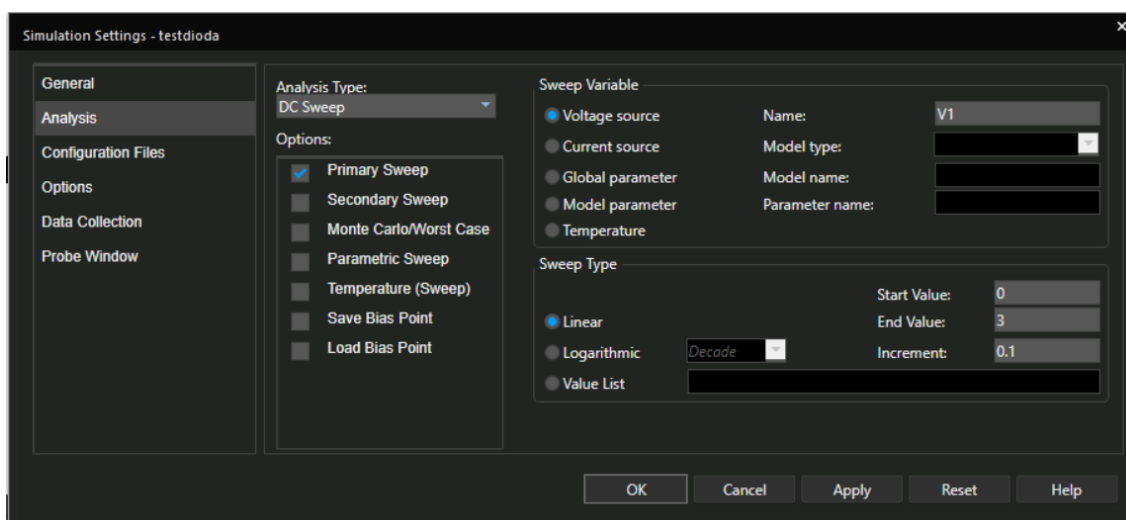 Simulation Settings - testdioda
×
General
Analysis
Configuration Files
Options
Data Collection
Probe Window
Analysis Type:
DC Sweep
Options:
Primary Sweep
Secondary Sweep
Monte Carlo/Worst Case
Parametric Sweep
Temperature (Sweep)
Save Bias Point
Load Bias Point
Sweep Variable
Voltage source Name: V1
Current source Model type:
Global parameter Model name:
Model parameter Parameter name:
Temperature
Sweep Type
Start Value: 0
Linear End Value: 3
Logarithmic Decade Increment: 0.1
Value List
OK Cancel Apply Reset Help